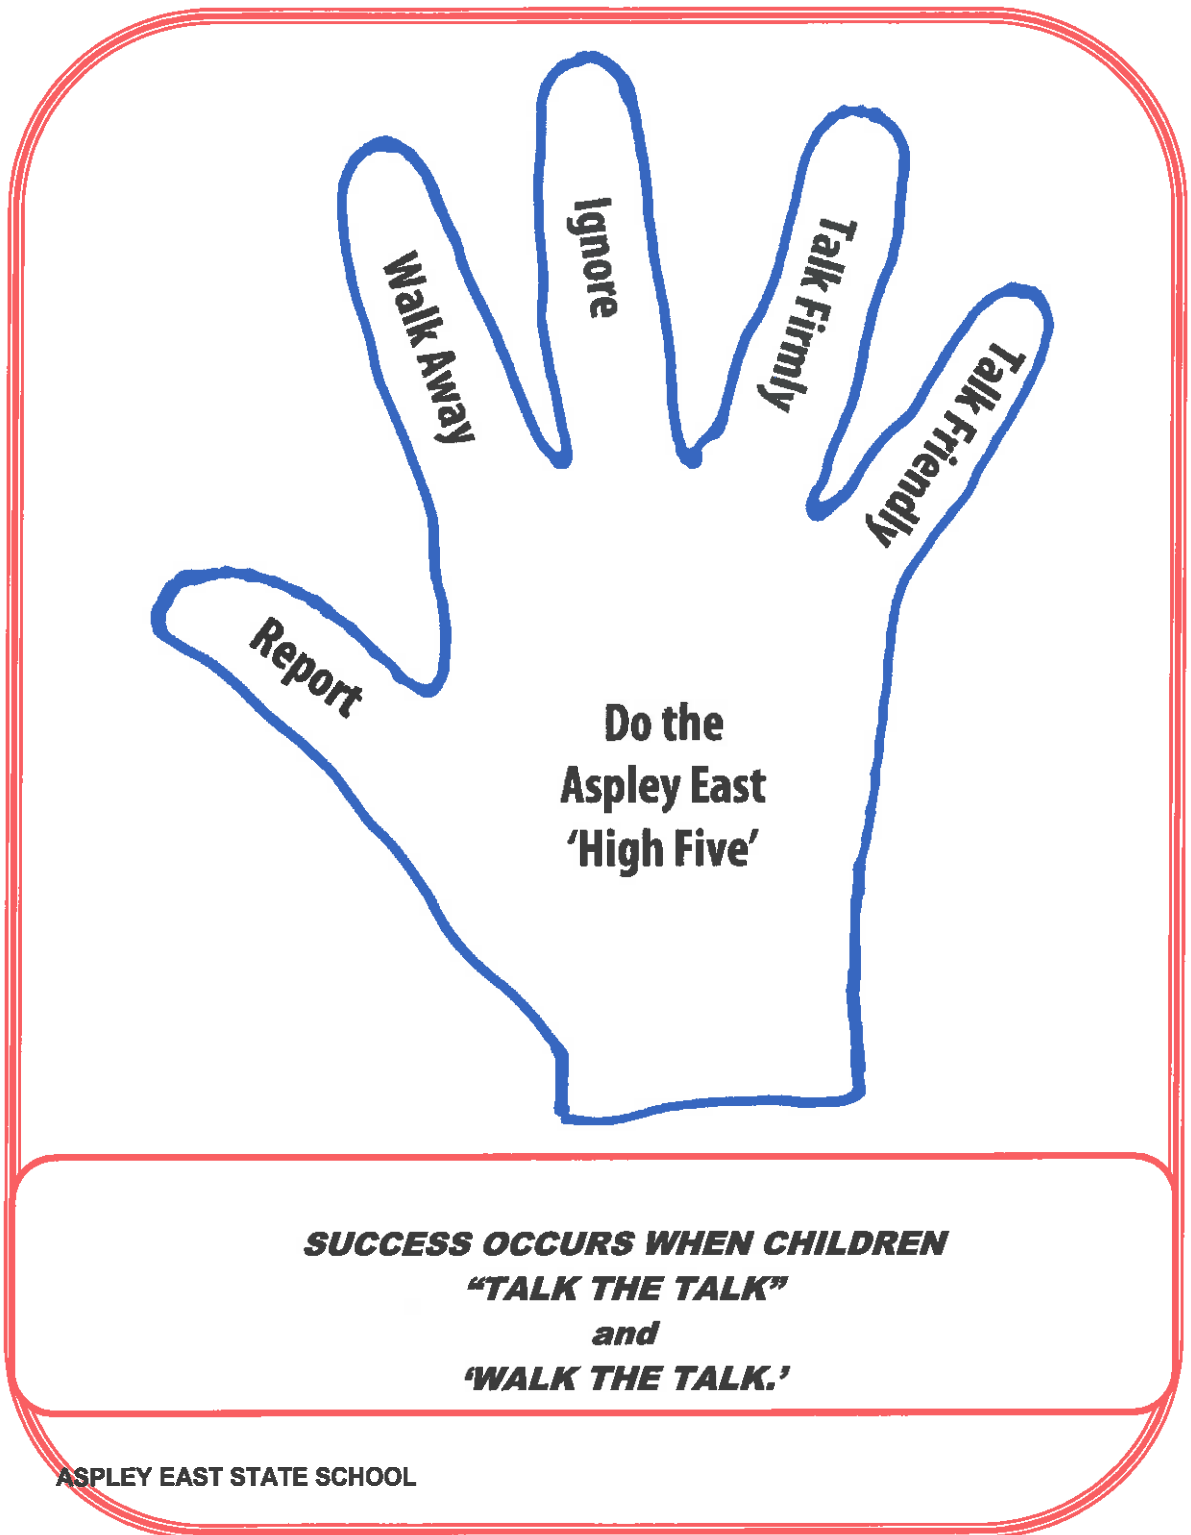 Ignore
Talk Firmly
Walk Away
Talk Friendly
Report
Do the
Aspley East
‘High Five’
SUCCESS OCCURS WHEN CHILDREN
“TALK THE TALK”
and
‘WALK THE TALK.’
ASPLEY EAST STATE SCHOOL